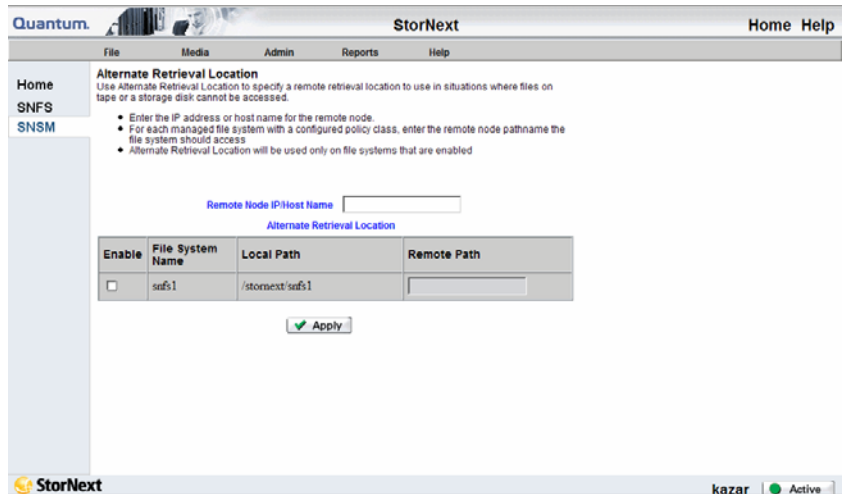 Quantum.
StorNext
Home Help
File Media Admin Reports Help
Home
SNFS
SNSM
Alternate Retrieval Location
Use Alternate Retrieval Location to specify a remote retrieval location to use in situations where files on
tape or a storage disk cannot be accessed.
• Enter the IP address or host name for the remote node.
• For each managed file system with a configured policy class, enter the remote node pathname the
file system should access
• Alternate Retrieval Location will be used only on file systems that are enabled
Remote Node IP/Host Name
Alternate Retrieval Location
Enable File System Name Local Path Remote Path
snfs1 /stornext/snfs1
Apply
StorNext
kazar Active